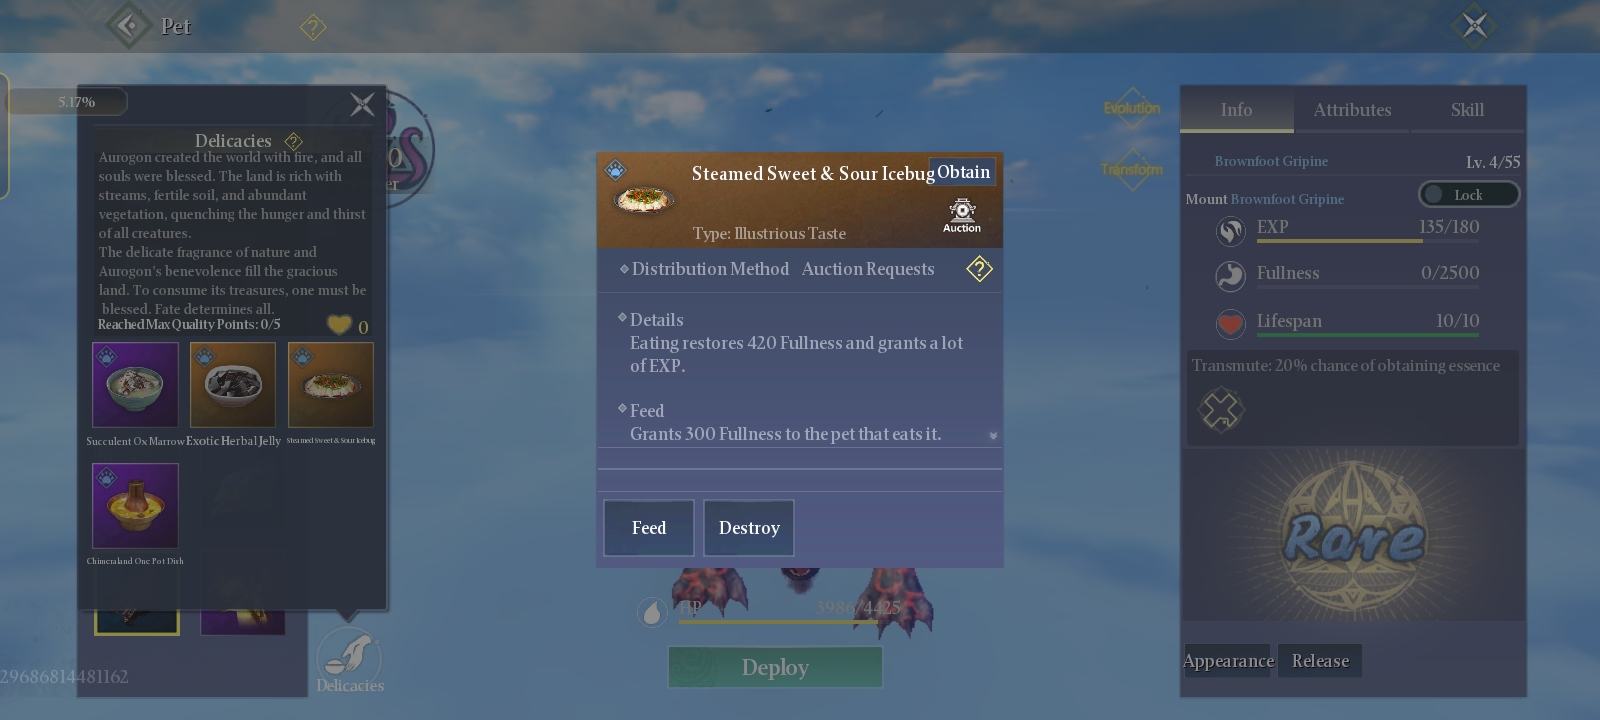 Pet
5.17%
Delicacies
Aurogon created the world with fire, and all
souls were blessed. The land is rich with
streams, fertile soil, and abundant
vegetation, quenching the hunger and thirst
of all creatures.
The delicate fragrance of nature and
Aurogon's benevolence fill the gracious
land. To consume its treasures, one must be
blessed. Fate determines all.
Reached Max Quality Points: 0/5
0
Succulent Ox Marrow
Exotic Herbal Jelly
Steamed Sweet & Sour Icebug
Chimeraland One Pot Dish
29686814481162
Delicacies
Steamed Sweet & Sour Icebug
Obtain
Type: Illustrious Taste
Auction
Distribution Method Auction Requests
Details
Eating restores 420 Fullness and grants a lot
of EXP.
Feed
Grants 300 Fullness to the pet that eats it.
Feed
Destroy
HP
3986/4425
Deploy
Evolution
Transform
Info
Attributes
Skill
Brownfoot Gripine
Lv. 4/55
Mount Brownfoot Gripine
Lock
EXP
135/180
Fullness
0/2500
Lifespan
10/10
Transmute: 20% chance of obtaining essence
Rare
Appearance
Release